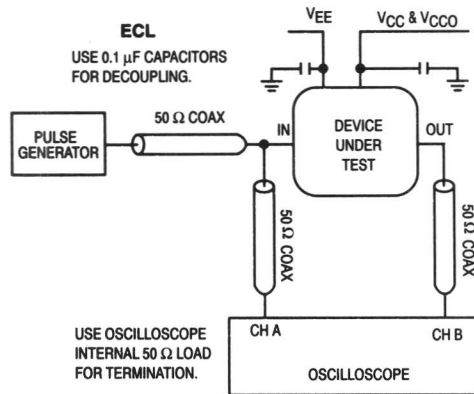 VEE
VCC & VCCO
ECL
USE 0.1 µF CAPACITORS
FOR DECOUPLING.
50 Ω COAX
PULSE
GENERATOR
IN
DEVICE
UNDER
TEST
OUT
50 Ω COAX
50 Ω COAX
CH A
CH B
USE OSCILLOSCOPE
INTERNAL 50 Ω LOAD
FOR TERMINATION.
OSCILLOSCOPE